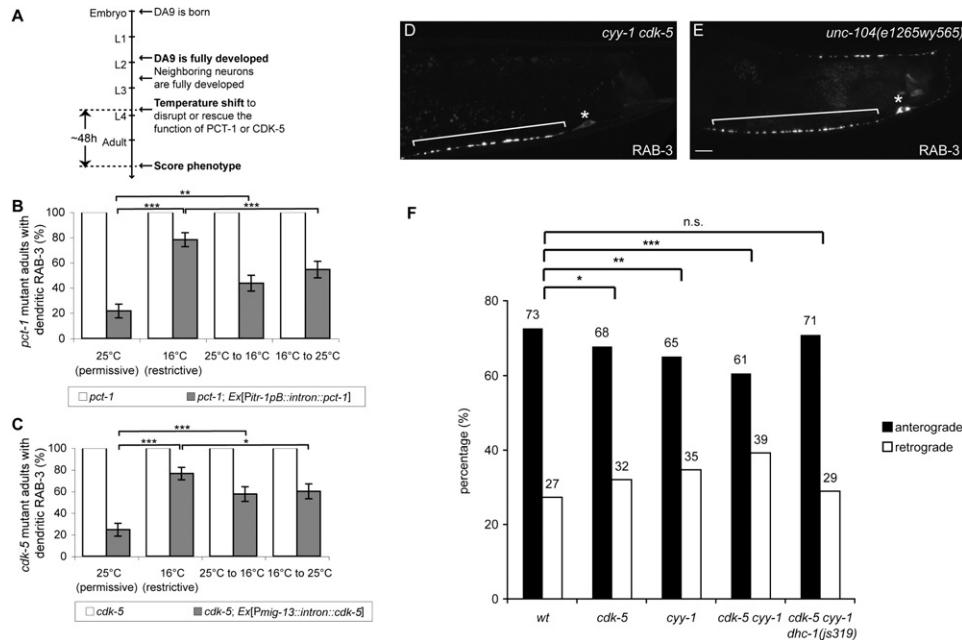 A
Embryo
DA9 is born
L1
L2
DA9 is fully developed
Neighboring neurons
are fully developed
L3
Temperature shift to
disrupt or rescue the
function of PCT-1 or CDK-5
L4
~48h
Adult
Score phenotype
B
pct-1 mutant adults with
dendritic RAB-3 (%)
100
80
60
40
20
0
**
***
***
25°C
(permissive)
16°C
(restrictive)
25°C to 16°C
16°C to 25°C
pct-1
pct-1; Ex[Pitr-1pB::intron::pct-1]
C
cdk-5 mutant adults with
dendritic RAB-3 (%)
100
80
60
40
20
0
***
***
*
25°C
(permissive)
16°C
(restrictive)
25°C to 16°C
16°C to 25°C
cdk-5
cdk-5; Ex[Pmig-13::intron::cdk-5]
D
cyy-1 cdk-5
*
RAB-3
E
unc-104(e1265wy565)
*
RAB-3
F
n.s.
***
**
*
percentage (%)
80
60
40
20
0
73
27
68
32
65
35
61
39
71
29
anterograde
retrograde
wt
cdk-5
cyy-1
cdk-5 cyy-1
cdk-5 cyy-1
dhc-1(js319)